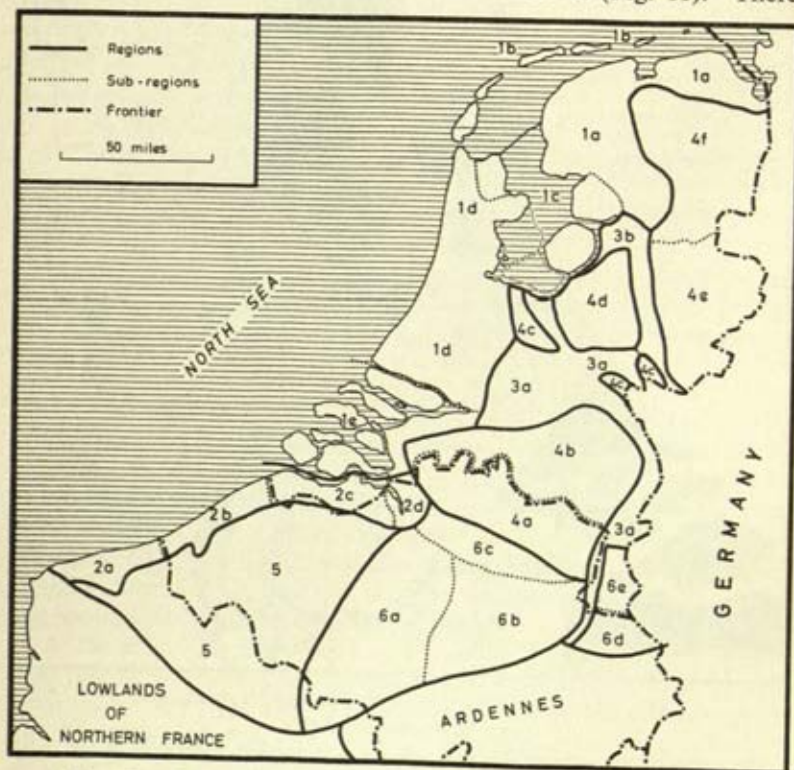 There
Regions
Sub-regions
Frontier
50 miles
1b
1b
1a
1a
4f
1c
1d
3b
4d
4e
4c
NORTH SEA
1d
3a
3a
1e
4b
2c
2d
2b
4a
3a
6c
2a
5
6e
6a
6b
6d
5
GERMANY
LOWLANDS
OF
NORTHERN FRANCE
ARDENNES